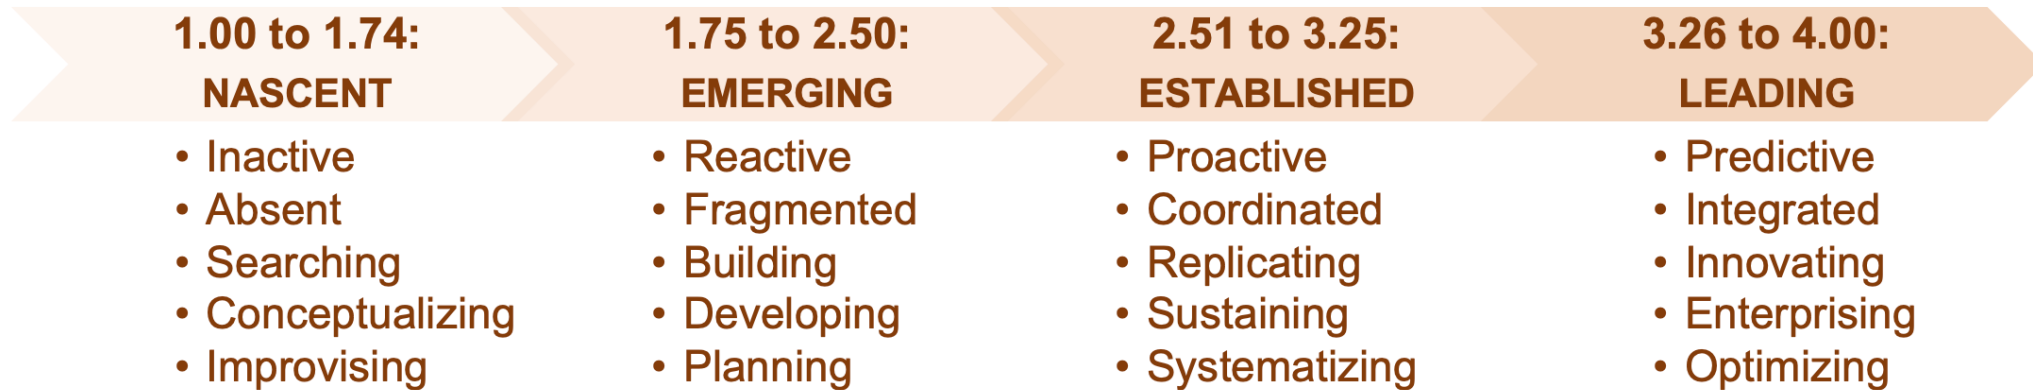 1.00 to 1.74:
NASCENT
• Inactive
• Absent
• Searching
• Conceptualizing
• Improvising
1.75 to 2.50:
EMERGING
• Reactive
• Fragmented
• Building
• Developing
• Planning
2.51 to 3.25:
ESTABLISHED
• Proactive
• Coordinated
• Replicating
• Sustaining
• Systematizing
3.26 to 4.00:
LEADING
• Predictive
• Integrated
• Innovating
• Enterprising
• Optimizing